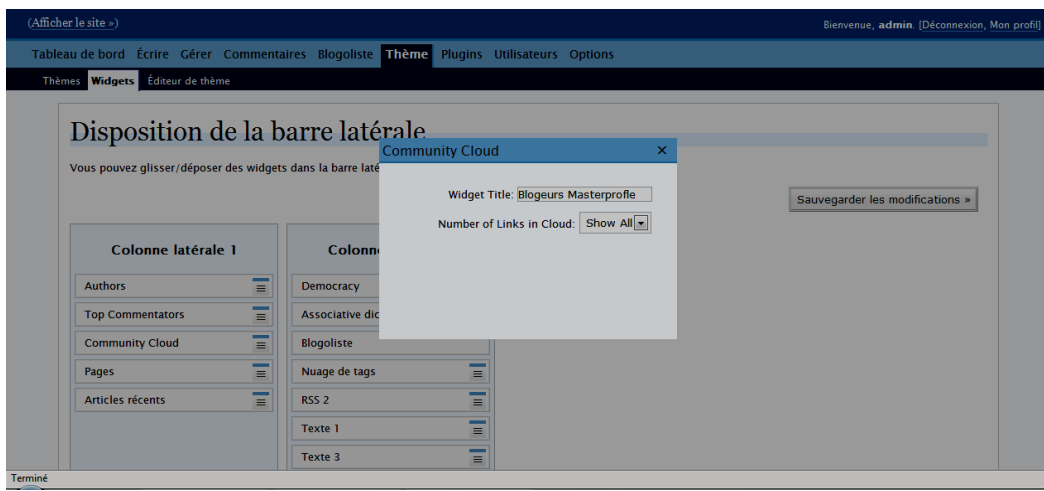 (Afficher le site »)
Bienvenue, admin. [Déconnexion, Mon profil]
Tableau de bord Écrire Gérer Commentaires Blogoliste Thème Plugins Utilisateurs Options
Thèmes Widgets Éditeur de thème
Disposition de la barre latérale
Vous pouvez glisser/déposer des widgets dans la barre laté
Community Cloud ×
Widget Title: Blogeurs Masterprofle
Number of Links in Cloud: Show All
Sauvegarder les modifications »
Colonne latérale 1
Authors
Top Commentators
Community Cloud
Pages
Articles récents
Colonn
Democracy
Associative dic
Blogoliste
Nuage de tags
RSS 2
Texte 1
Texte 3
Terminé